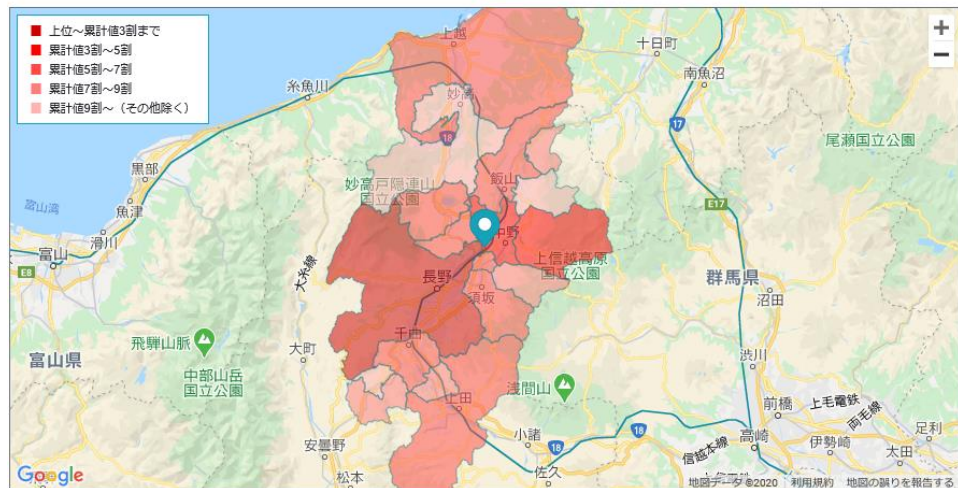 上位～累計値3割まで
累計値3割～5割
累計値5割～7割
累計値7割～9割
累計値9割～（その他除く）
+
−
上越
十日町
南魚沼
糸魚川
妙高
18
17
尾瀬国立公園
黒部
妙高戸隠連山
国立公園
飯山
富山湾
魚津
E17
滑川
中野
富山
E8
大糸線
上信越高原
国立公園
長野
須坂
群馬県
沼田
飛騨山脈
千曲
富山県
大町
渋川
中部山岳
国立公園
浅間山
上田
前橋
上毛電鉄
両毛線
小諸
18
安曇野
信越本線
高崎
伊勢崎
足利
太田
松本
佐久
Google
地図データ ©2020
利用規約
地図の誤りを報告する